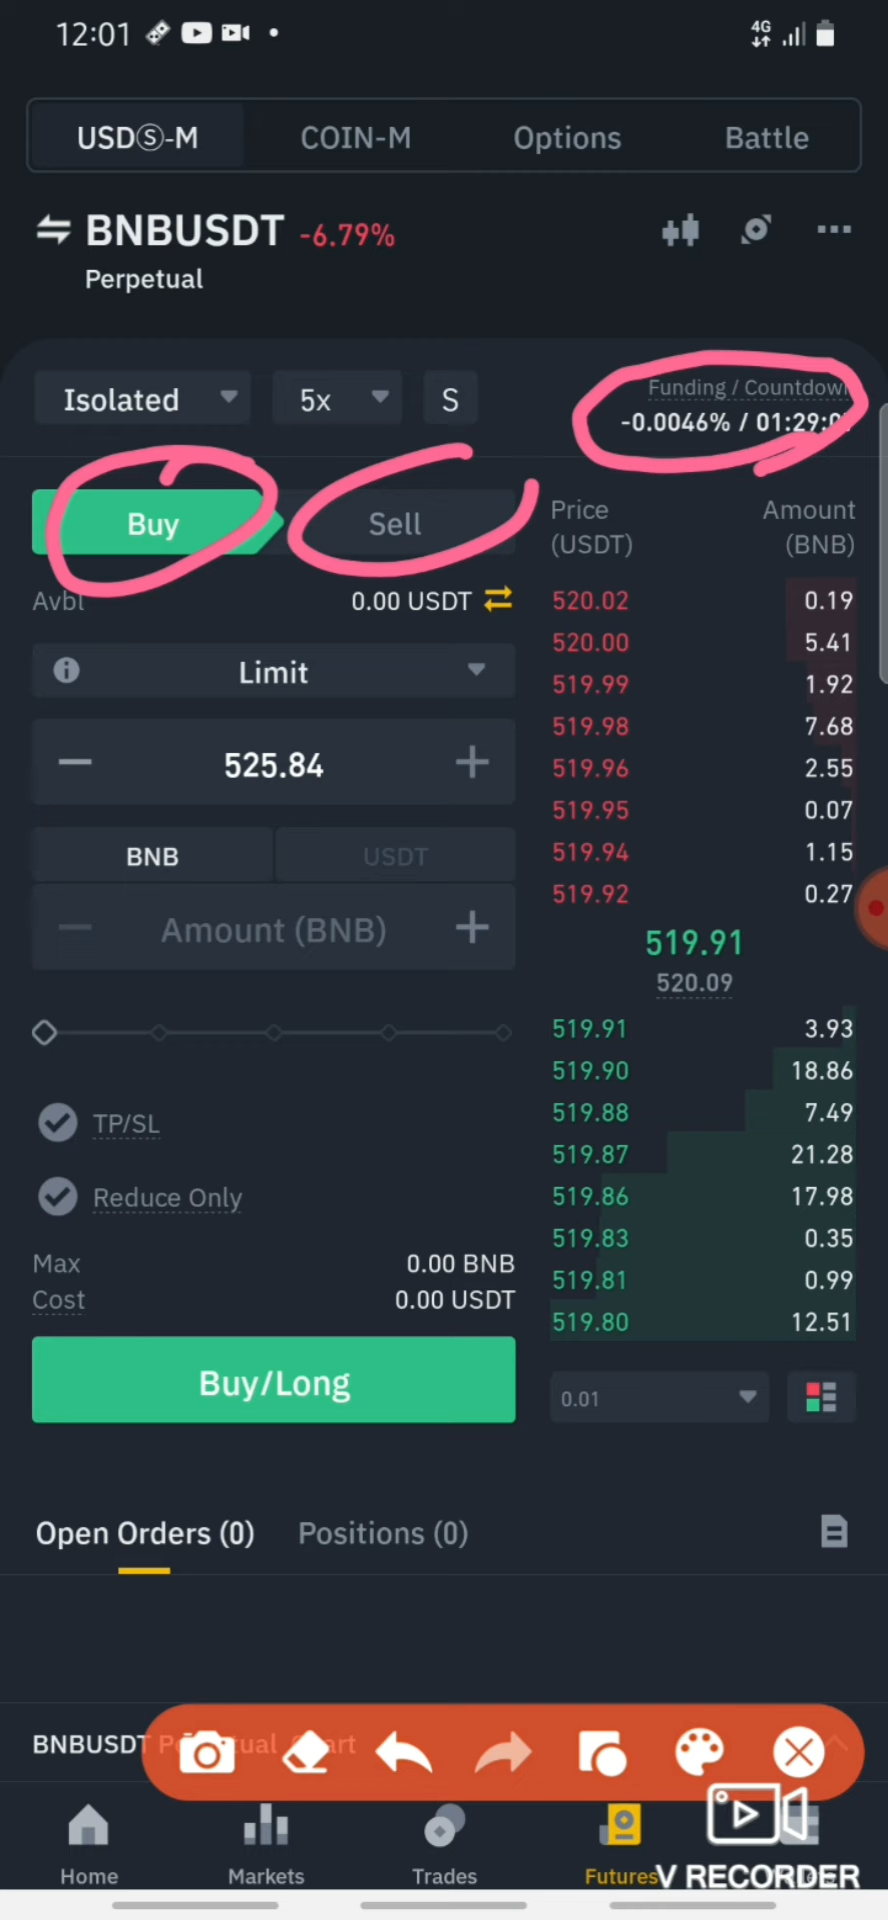 12:01 4G
USDⓈ-M COIN-M Options Battle
BNBUSDT -6.79%
Perpetual
Isolated 5x S
Funding / Countdown
-0.0046% / 01:29:0
Buy Sell
Price Amount
(USDT) (BNB)
Avbl 0.00 USDT
520.02 0.19
520.00 5.41
Limit
519.99 1.92
519.98 7.68
525.84
519.96 2.55
519.95 0.07
BNB USDT
519.94 1.15
519.92 0.27
Amount (BNB)
519.91
520.09
519.91 3.93
519.90 18.86
TP/SL
519.88 7.49
519.87 21.28
Reduce Only
519.86 17.98
519.83 0.35
Max 0.00 BNB
519.81 0.99
Cost 0.00 USDT
519.80 12.51
Buy/Long
0.01
Open Orders (0) Positions (0)
BNBUSDT Perpetual Chart
Home Markets Trades Futures
V RECORDER